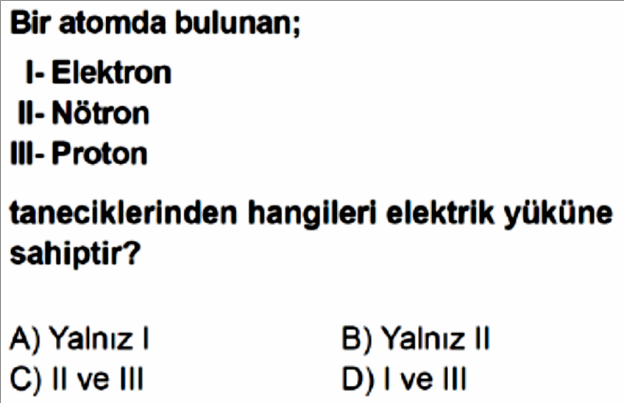 Bir atomda bulunan;
I- Elektron
II- Nötron
III- Proton
taneciklerinden hangileri elektrik yüküne
sahiptir?
A) Yalnız I B) Yalnız II
C) II ve III D) I ve III